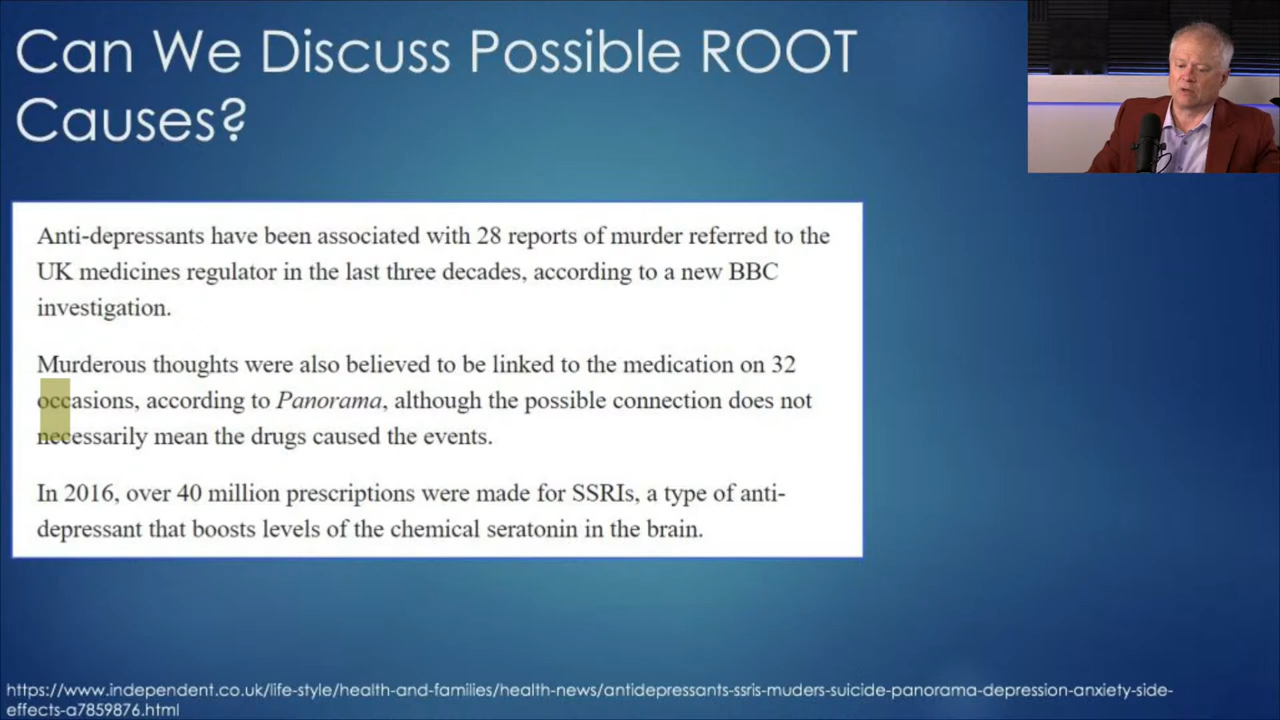 Can We Discuss Possible ROOT
Causes?
Anti-depressants have been associated with 28 reports of murder referred to the
UK medicines regulator in the last three decades, according to a new BBC
investigation.
Murderous thoughts were also believed to be linked to the medication on 32
occasions, according to Panorama, although the possible connection does not
necessarily mean the drugs caused the events.
In 2016, over 40 million prescriptions were made for SSRIs, a type of anti-
depressant that boosts levels of the chemical seratonin in the brain.
https://www.independent.co.uk/life-style/health-and-families/health-news/antidepressants-ssris-muders-suicide-panorama-depression-anxiety-side-
effects-a7859876.html